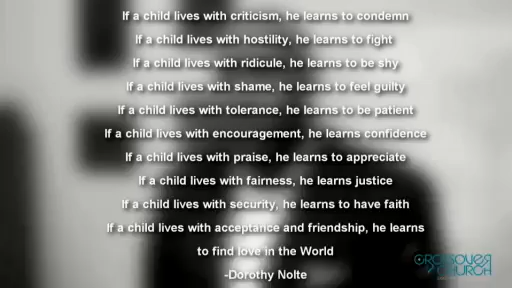 If a child lives with criticism, he learns to condemn
If a child lives with hostility, he learns to fight
If a child lives with ridicule, he learns to be shy
If a child lives with shame, he learns to feel guilty
If a child lives with tolerance, he learns to be patient
If a child lives with encouragement, he learns confidence
If a child lives with praise, he learns to appreciate
If a child lives with fairness, he learns justice
If a child lives with security, he learns to have faith
If a child lives with acceptance and friendship, he learns
to find love in the World
-Dorothy Nolte
CROSSOVER
CHURCH